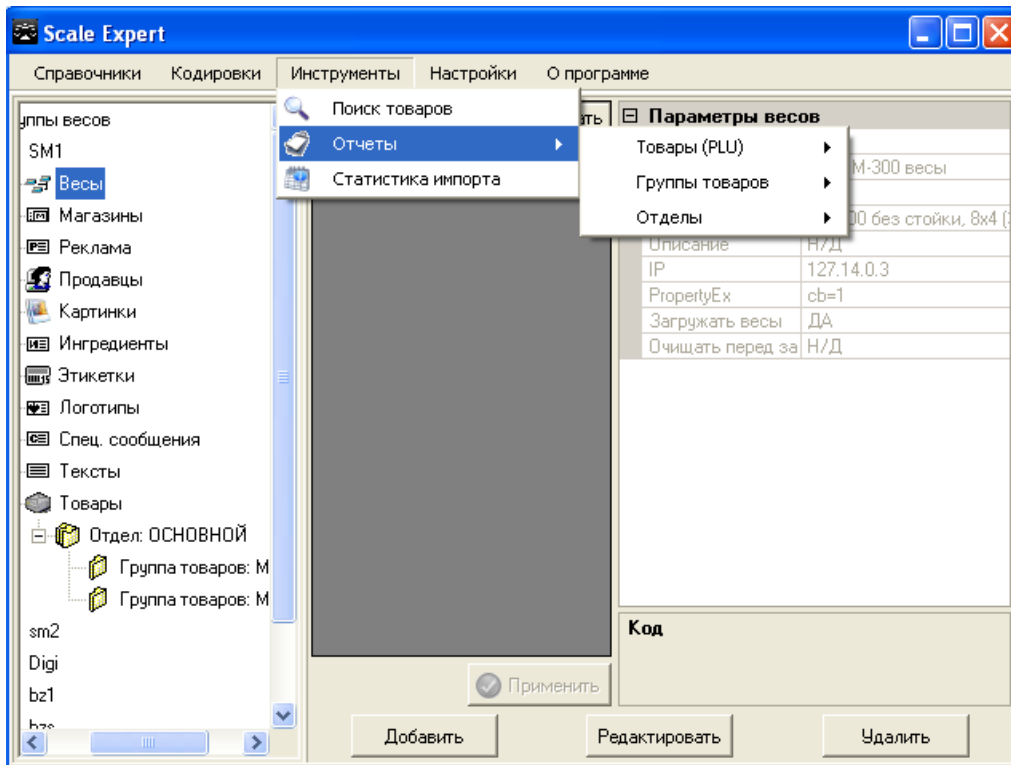 Scale Expert
Справочники Кодировки Инструменты Настройки О программе
Поиск товаров
Отчеты
Статистика импорта
Товары (PLU)
Группы товаров
Отделы
весов
SM1
Весы
Магазины
Реклама
Продавцы
Картинки
Ингредиенты
Этикетки
Логотипы
Спец. сообщения
Тексты
Товары
Отдел: ОСНОВНОЙ
Группа товаров: М
Группа товаров: М
sm2
Digi
bz1
Параметры весов
М-300 весы
00 без стойки, 8x4
Описание Н/Д
IP 127.14.0.3
PropertyEx cb=1
Загружать весы ДА
Очищать перед за Н/Д
Код
Применить
Добавить Редактировать Удалить